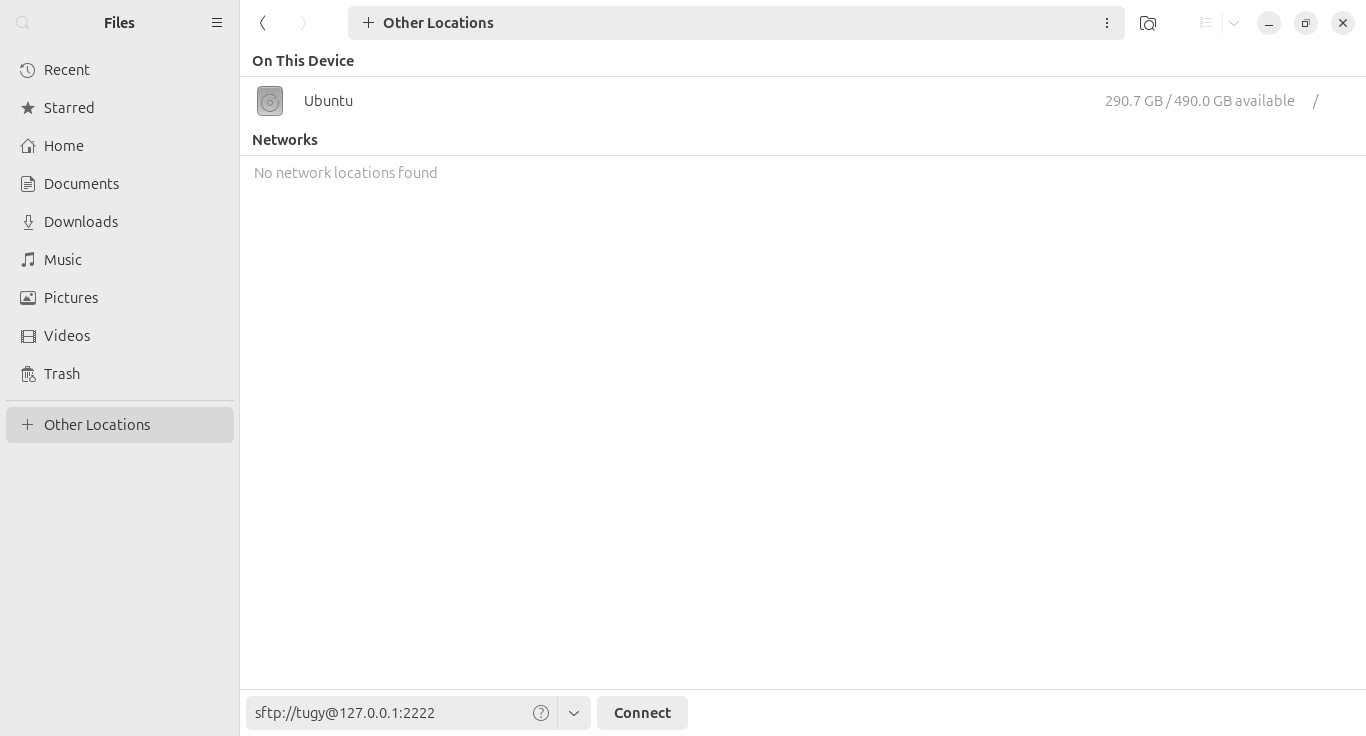 Files
Other Locations
Recent
Starred
Home
Documents
Downloads
Music
Pictures
Videos
Trash
Other Locations
On This Device
Ubuntu 290.7 GB / 490.0 GB available /
Networks
No network locations found
sftp://tugy@127.0.0.1:2222 Connect